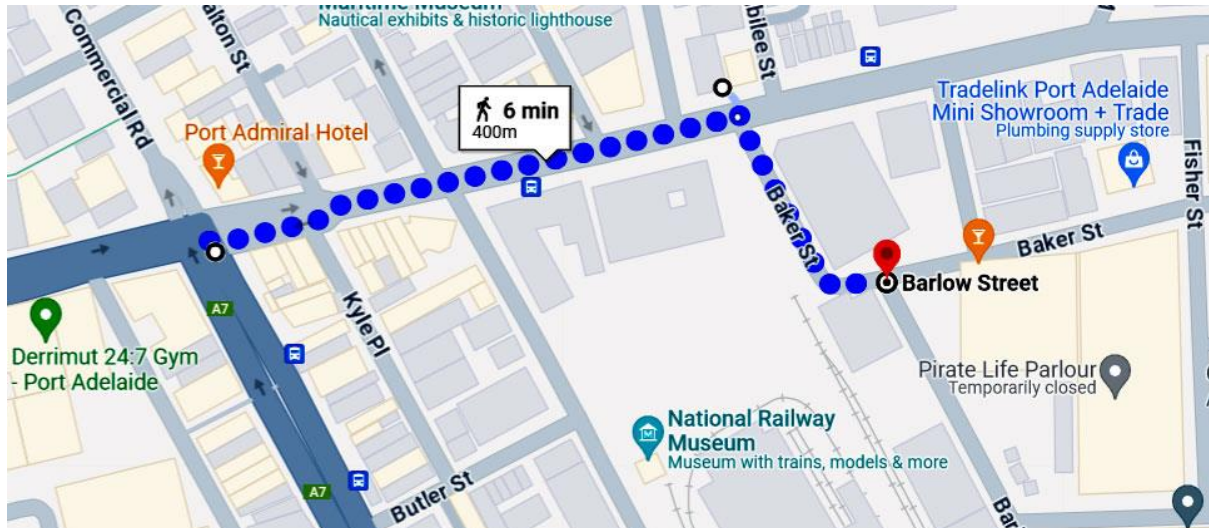 Maritime Museum
Nautical exhibits & historic lighthouse
Commercial Rd
alton St
bilee St
6 min
400m
Port Admiral Hotel
Tradelink Port Adelaide
Mini Showroom + Trade
Plumbing supply store
Fisher St
Baker St
Baker St
Barlow Street
A7
Kyle Pl
Derrimut 24:7 Gym
- Port Adelaide
Pirate Life Parlour
Temporarily closed
National Railway
Museum
Museum with trains, models & more
A7
Butler St
Bar